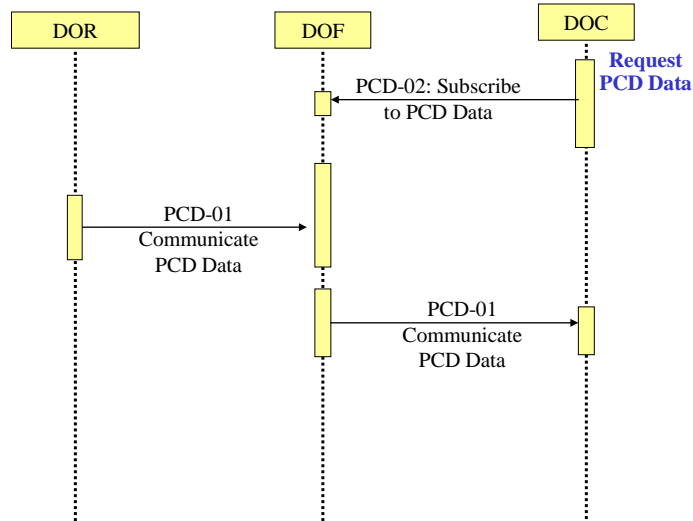 DOR
DOF
DOC
Request
PCD Data
PCD-02: Subscribe
to PCD Data
PCD-01
Communicate
PCD Data
PCD-01
Communicate
PCD Data